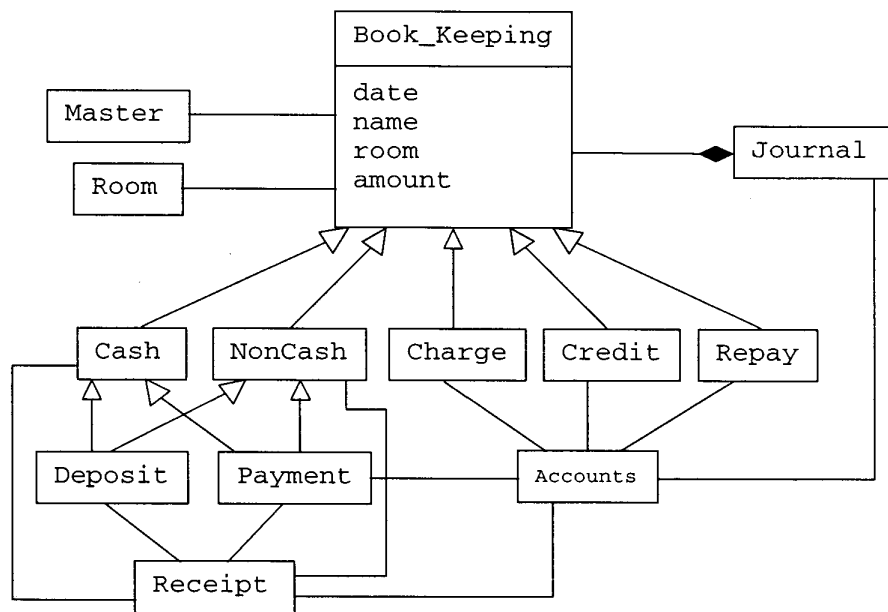 Book_Keeping
date
name
room
amount
Master
Room
Journal
Cash
NonCash
Charge
Credit
Repay
Deposit
Payment
Accounts
Receipt